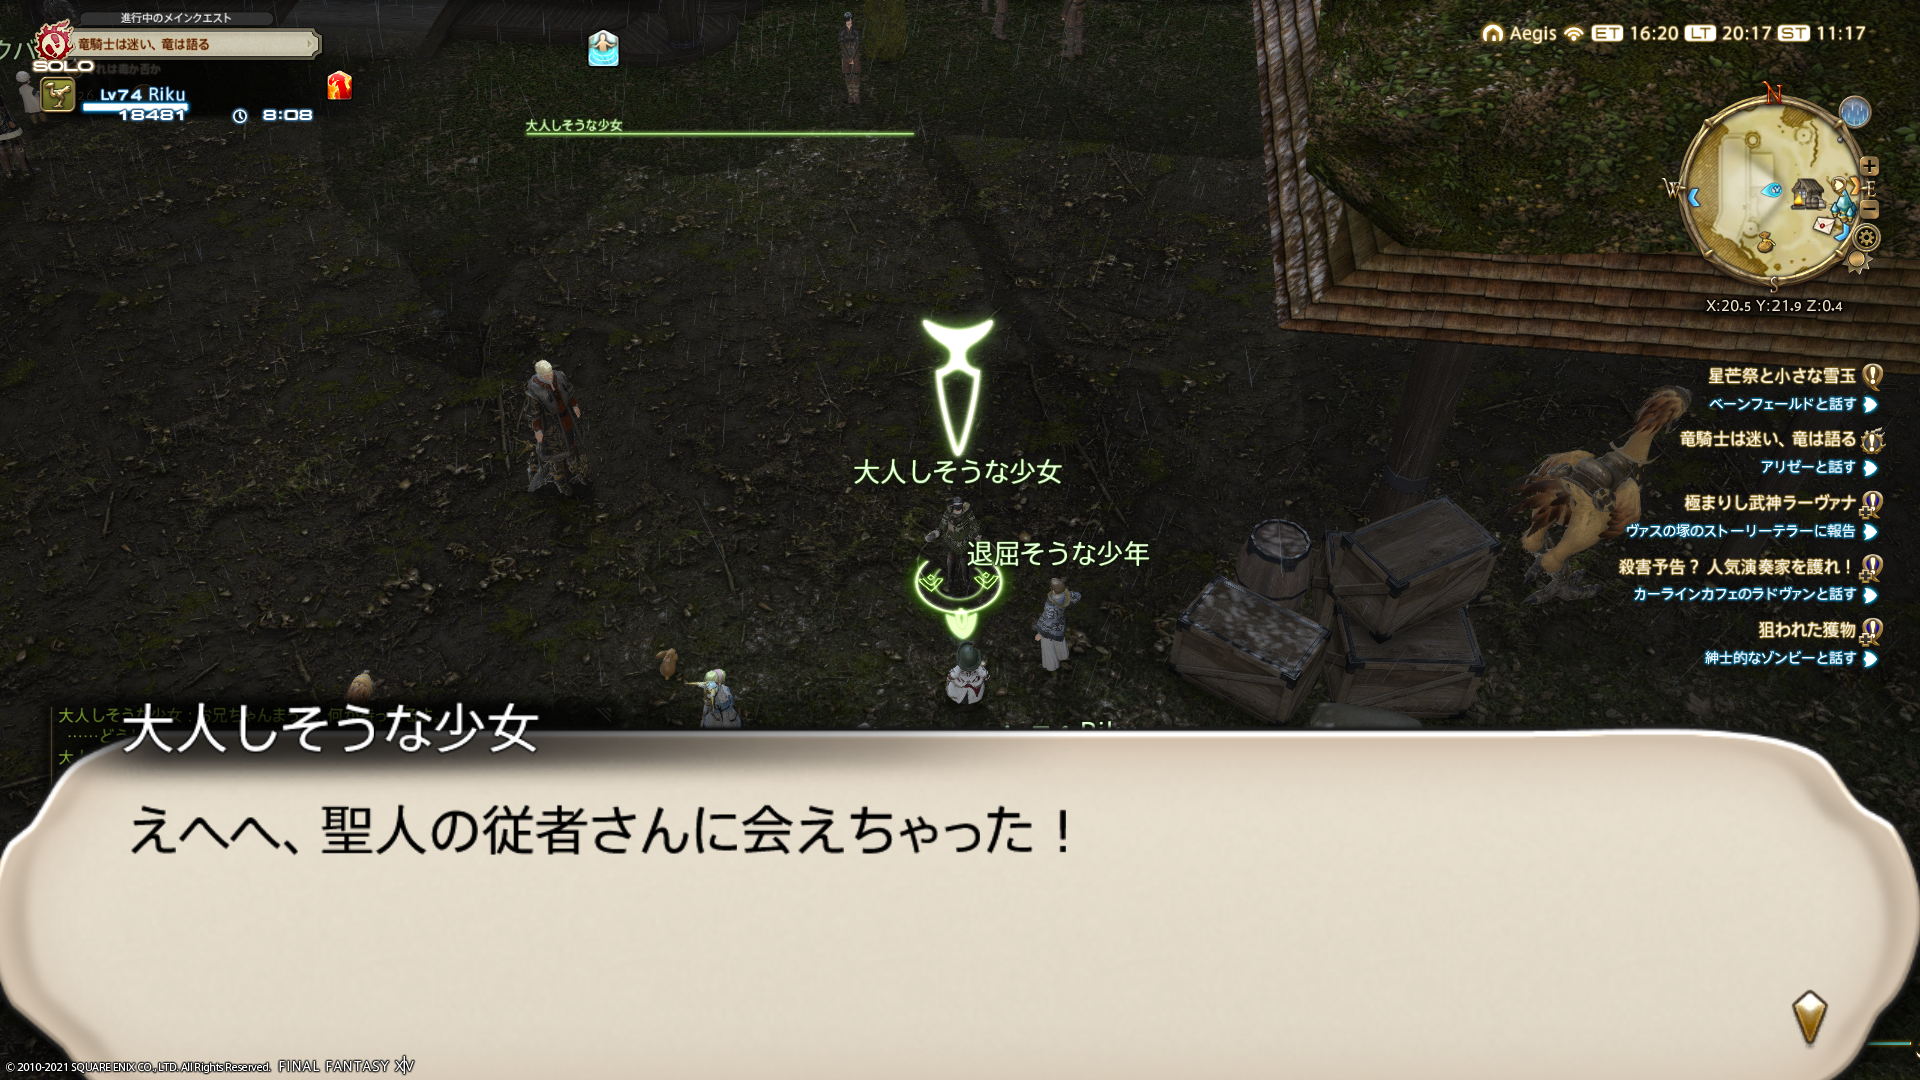 進行中のメインクエスト
竜騎士は迷い、竜は語る
SOLO
Lv74 Riku
18481
8:08
大人しそうな少女
Aegis ET 16:20 LT 20:17 ST 11:17
N
W
E
S
X:20.5 Y:21.9 Z:0.4
星芒祭と小さな雪玉
ベーンフェールドと話す
竜騎士は迷い、竜は語る
アリゼーと話す
極まりし武神ラーヴァナ
ヴァスの塚のストーリーテラーに報告
殺害予告？ 人気演奏家を護れ！
カーラインカフェのラドヴァンと話す
狙われた獲物
紳士的なゾンビーと話す
大人しそうな少女
退屈そうな少年
大人しそうな少女
えへへ、聖人の従者さんに会えちゃった！
© 2010-2021 SQUARE ENIX CO., LTD. All Rights Reserved. FINAL FANTASY XIV